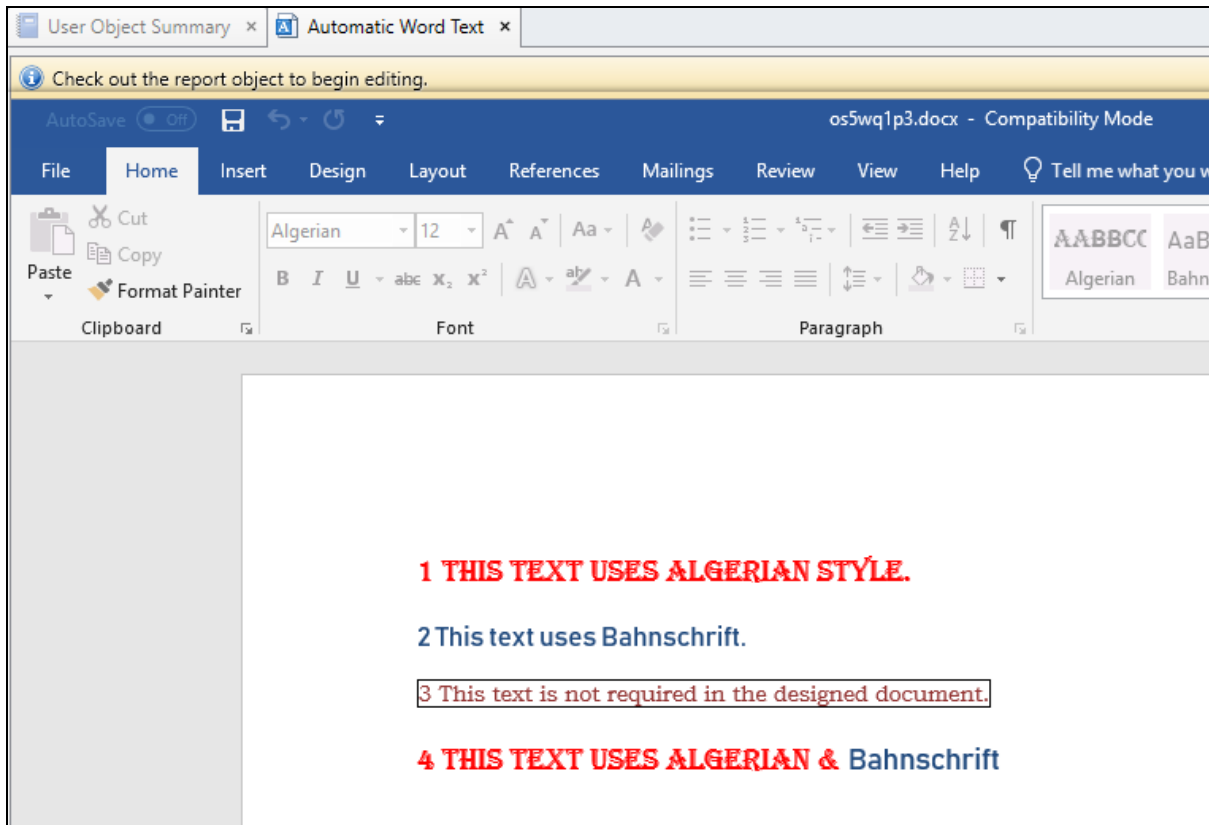 User Object Summary × Automatic Word Text ×
Check out the report object to begin editing.
AutoSave Off os5wq1p3.docx - Compatibility Mode
File Home Insert Design Layout References Mailings Review View Help Tell me what you w
Cut
Copy
Paste
Format Painter
Algerian 12 A A Aa A
B I U abc X₂ X² A aby A
AABBCC AaB
Algerian Bahn
Clipboard Font Paragraph
1 THIS TEXT USES ALGERIAN STYLE.
2 This text uses Bahnschrift.
3 This text is not required in the designed document.
4 THIS TEXT USES ALGERIAN & Bahnschrift